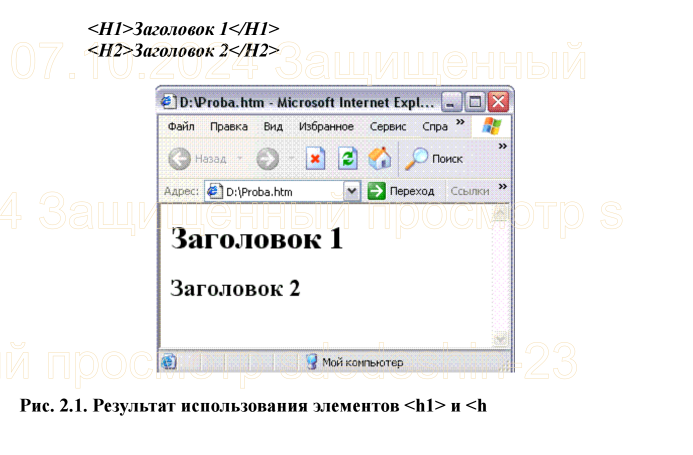 <H1>Заголовок 1</H1>
<H2>Заголовок 2</H2>
07.10.2024 Защищенный
D:\Proba.htm - Microsoft Internet Expl...
Файл Правка Вид Избранное Сервис Спра »
Назад Поиск »
Адрес: D:\Proba.htm Переход Ссылки »
4 Защищенный просмотр s
Заголовок 1
Заголовок 2
й просмотр
-23
Мой компьютер
Рис. 2.1. Результат использования элементов <h1> и <h